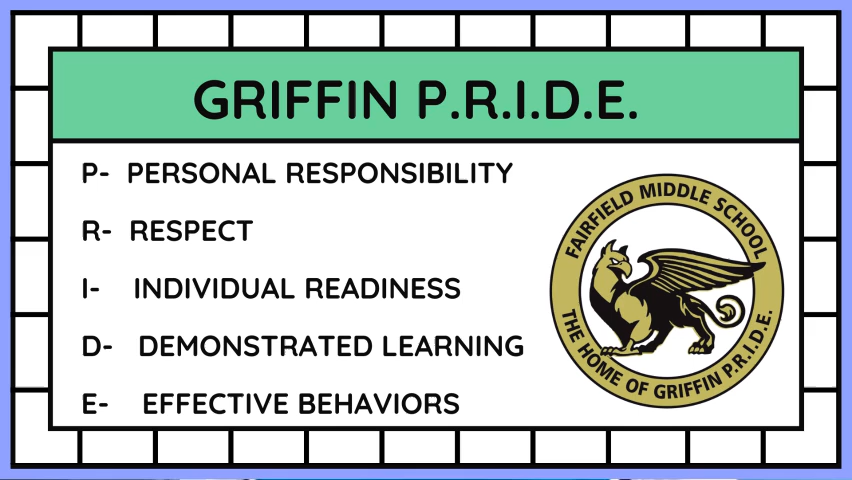 GRIFFIN P.R.I.D.E.
P- PERSONAL RESPONSIBILITY
R- RESPECT
I- INDIVIDUAL READINESS
D- DEMONSTRATED LEARNING
E- EFFECTIVE BEHAVIORS
FAIRFIELD MIDDLE SCHOOL
THE HOME OF GRIFFIN P.R.I.D.E.